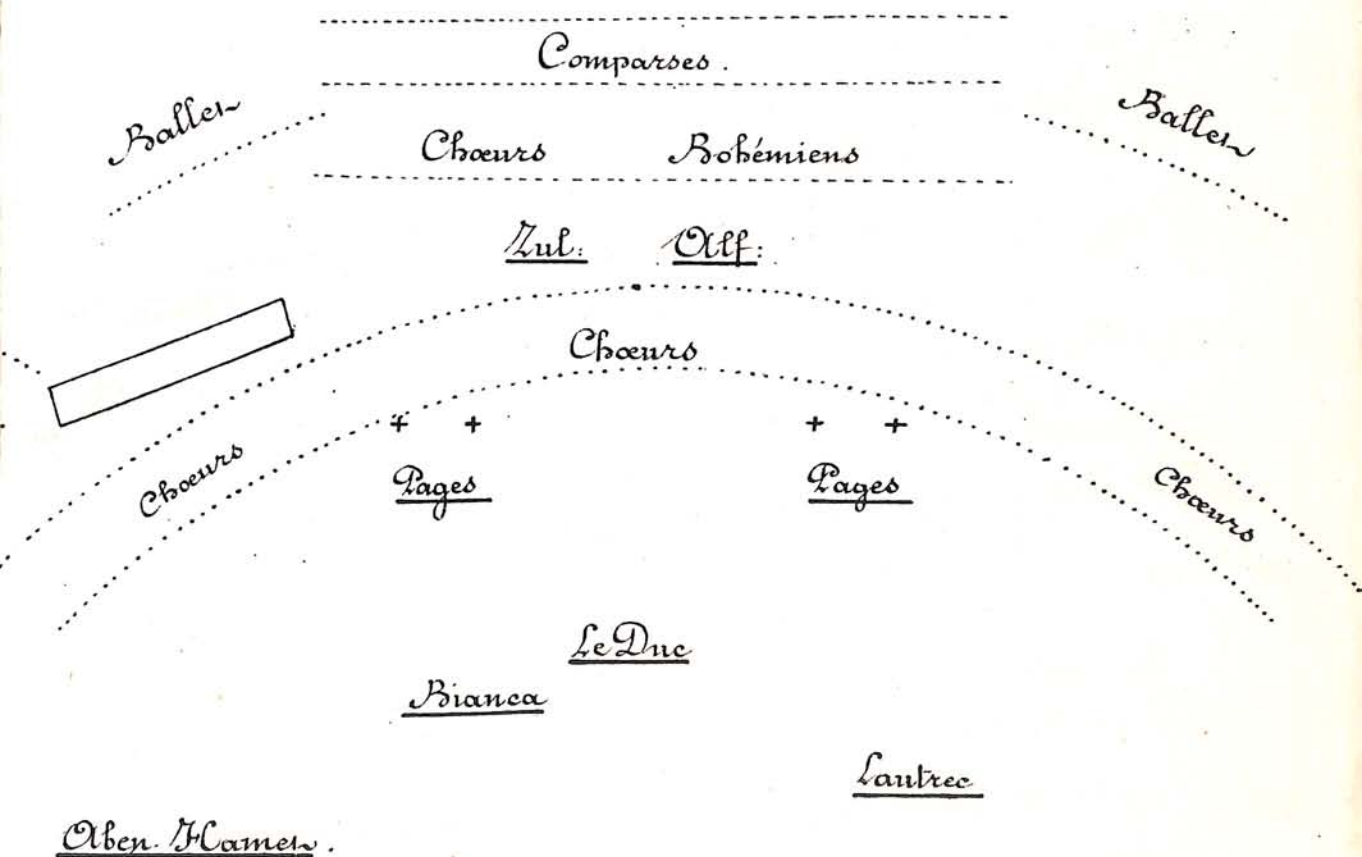 Comparses.
Ballet
Ballet
Chœurs Bohémiens
Zul: Alf:
Chœurs
+ + + +
Chœurs
Pages Pages
Chœurs
Le Duc
Bianca
Lautrec
Aben-Hamet.